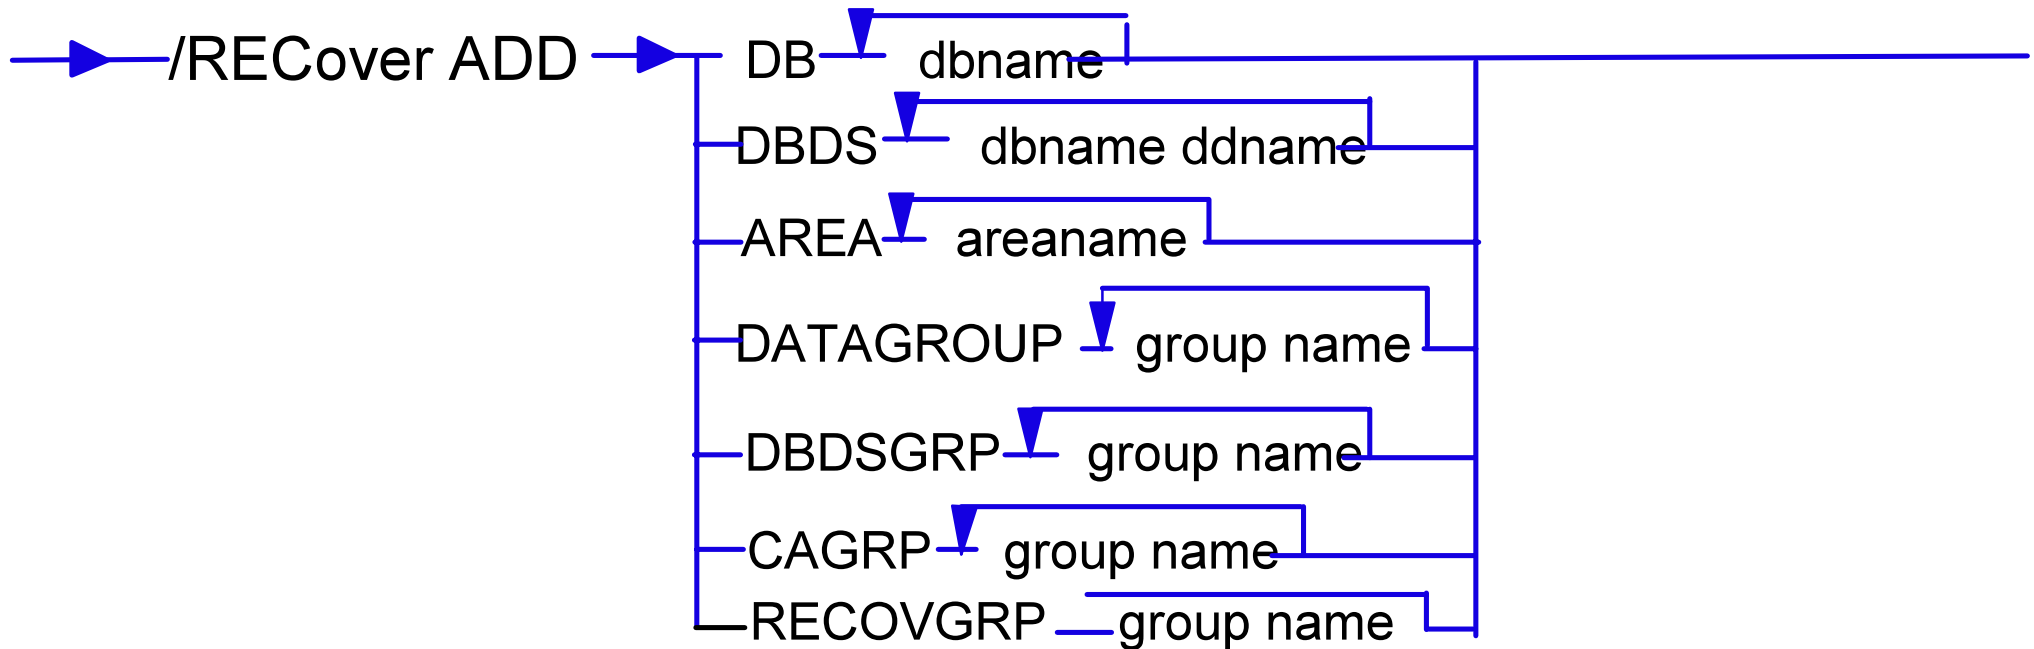 /RECover ADD DB dbname
DBDS dbname ddname
AREA areaname
DATAGROUP group name
DBDSGRP group name
CAGRP group name
RECOVGRP group name